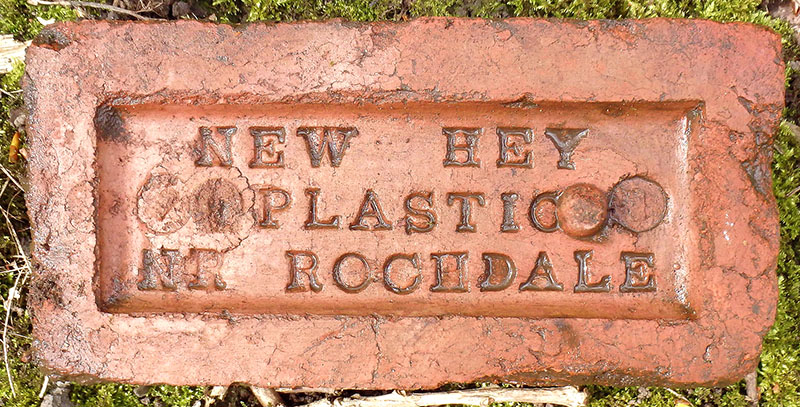 NEW HEY
PLASTIC
NR ROCHDALE